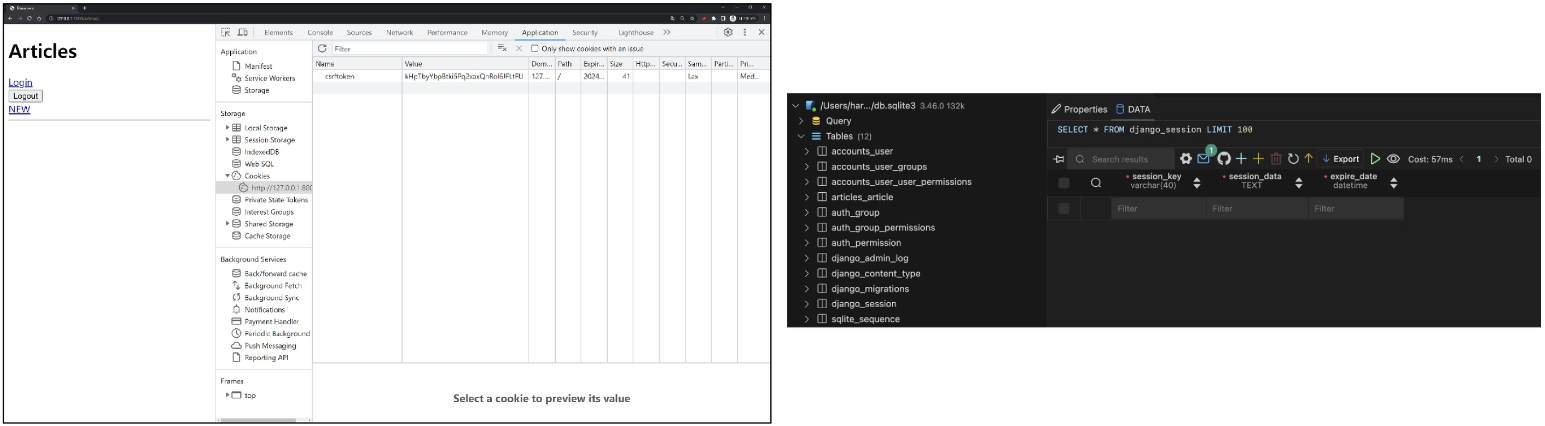 127.0.0.1
Elements Console Sources Network Performance Memory Application Security Lighthouse
Articles
Login
Logout
NEW
Application
Manifest
Service Workers
Storage
Storage
Local Storage
Session Storage
IndexedDB
Web SQL
Cookies
http://127.0.0.1:800
Private State Tokens
Interest Groups
Shared Storage
Cache Storage
Background Services
Back/forward cache
Background Fetch
Background Sync
Notifications
Payment Handler
Periodic Background
Push Messaging
Reporting API
Frames
top
Filter Only show cookies with an issue
Name Value Dom... Path Expir... Size Http... Secu... Sam... Parti... Pri...
csrftoken 127.... / 2024... 41 Lax Med...
Select a cookie to preview its value
/Users/har.../db.sqlite3 3.46.0 132k
Query
Tables (12)
accounts_user
accounts_user_groups
accounts_user_user_permissions
articles_article
auth_group
auth_group_permissions
auth_permission
django_admin_log
django_content_type
django_migrations
django_session
sqlite_sequence
Properties DATA
SELECT * FROM django_session LIMIT 100
Search results 1 Export Cost: 57ms 1 Total 0
* session_key * session_data * expire_date
varchar(40) TEXT datetime
Filter Filter Filter